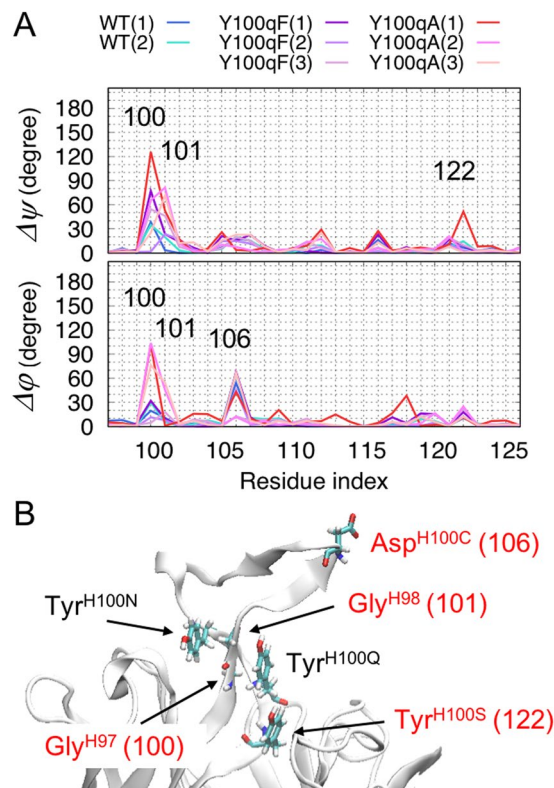 A
WT(1) Y100qF(1) Y100qA(1)
WT(2) Y100qF(2) Y100qA(2)
Y100qF(3) Y100qA(3)
180
150
120
90
60
30
0
Δψ (degree)
100
101
122
180
150
120
90
60
30
0
Δφ (degree)
100
101
106
100 105 110 115 120 125
Residue index
B
Asp^H100C (106)
Gly^H98 (101)
Tyr^H100N
Tyr^H100Q
Tyr^H100S (122)
Gly^H97 (100)